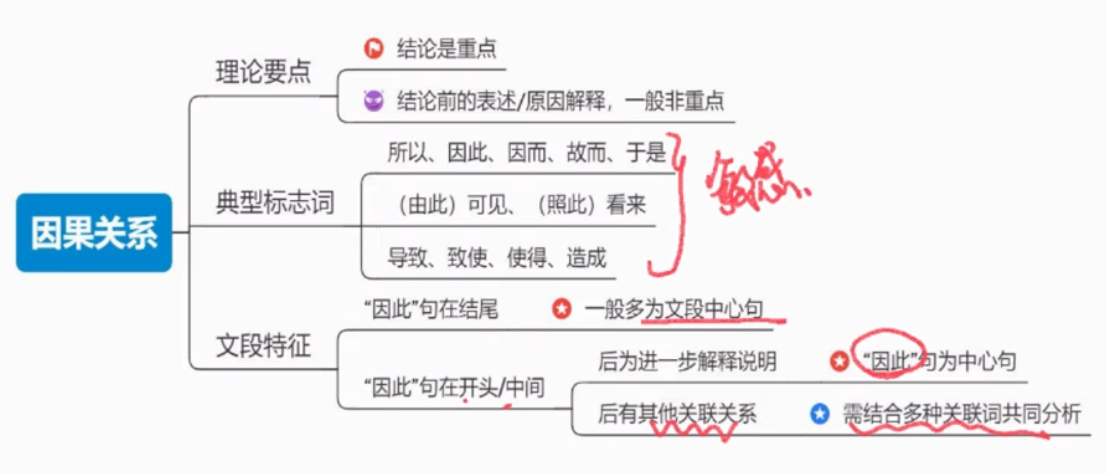 因果关系
理论要点
结论是重点
结论前的表述/原因解释，一般非重点
典型标志词
所以、因此、因而、故而、于是
（由此）可见、（照此）看来
导致、致使、使得、造成
敏感
文段特征
“因此”句在结尾
一般多为文段中心句
“因此”句在开头/中间
后为进一步解释说明
“因此”句为中心句
后有其他关联关系
需结合多种关联词共同分析